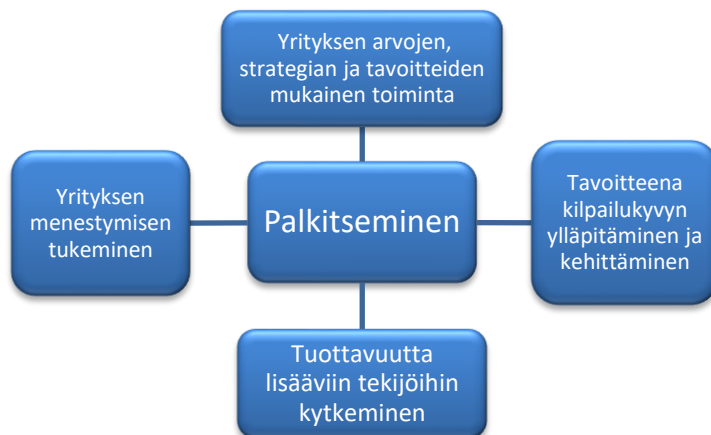 Yrityksen arvojen,
strategian ja tavoitteiden
mukainen toiminta
Yrityksen
menestymisen
tukeminen
Palkitseminen
Tavoitteena
kilpailukyvyn
ylläpitäminen ja
kehittäminen
Tuottavuutta
lisääviin tekijöihin
kytkeminen